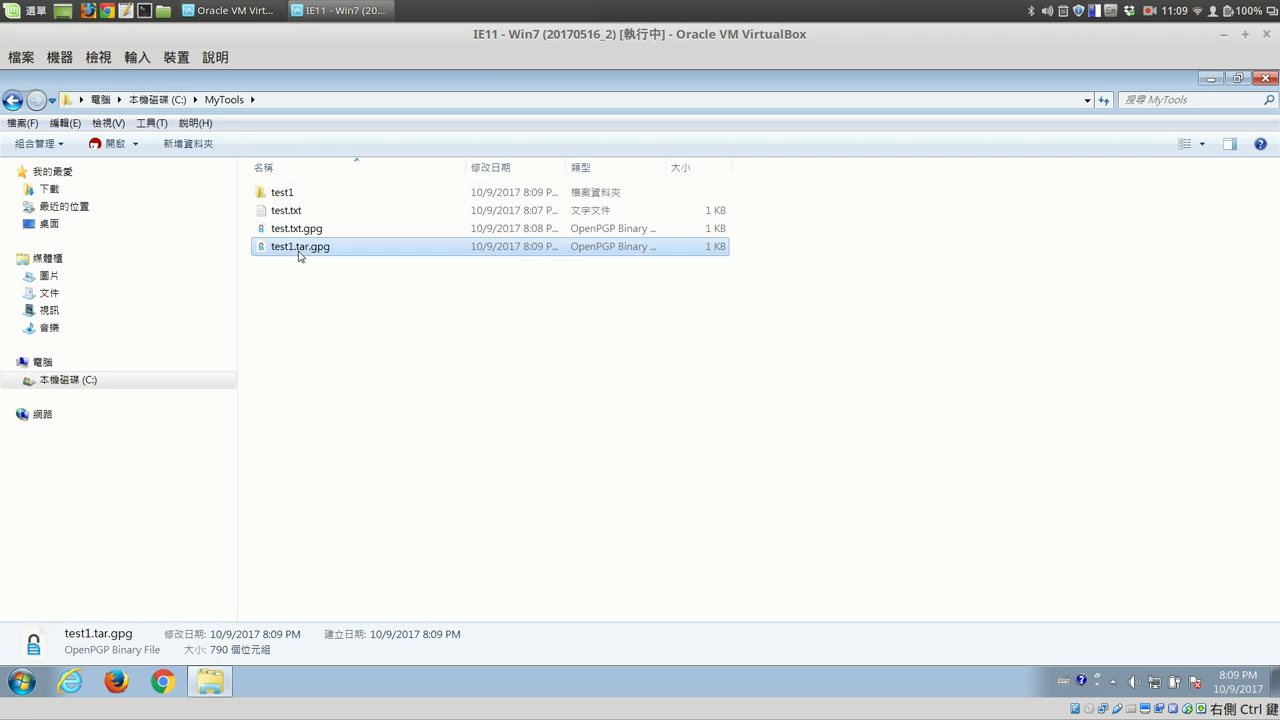 選單
Oracle VM Virt...
IE11 - Win7 (20...
11:09
100%
IE11 - Win7 (20170516_2) [執行中] - Oracle VM VirtualBox
檔案 機器 檢視 輸入 裝置 說明
電腦 本機磁碟 (C:) MyTools
搜尋 MyTools
檔案(F) 編輯(E) 檢視(V) 工具(T) 說明(H)
組合管理 開啟 新增資料夾
名稱 修改日期 類型 大小
test1 10/9/2017 8:09 P... 檔案資料夾
test.txt 10/9/2017 8:07 P... 文字文件 1 KB
test.txt.gpg 10/9/2017 8:08 P... OpenPGP Binary ... 1 KB
test1.tar.gpg 10/9/2017 8:09 P... OpenPGP Binary ... 1 KB
我的最愛
下載
最近的位置
桌面
媒體櫃
圖片
文件
視訊
音樂
電腦
本機磁碟 (C:)
網路
test1.tar.gpg 修改日期: 10/9/2017 8:09 PM 建立日期: 10/9/2017 8:09 PM
OpenPGP Binary File 大小: 790 個位元組
8:09 PM
10/9/2017
右側 Ctrl 鍵